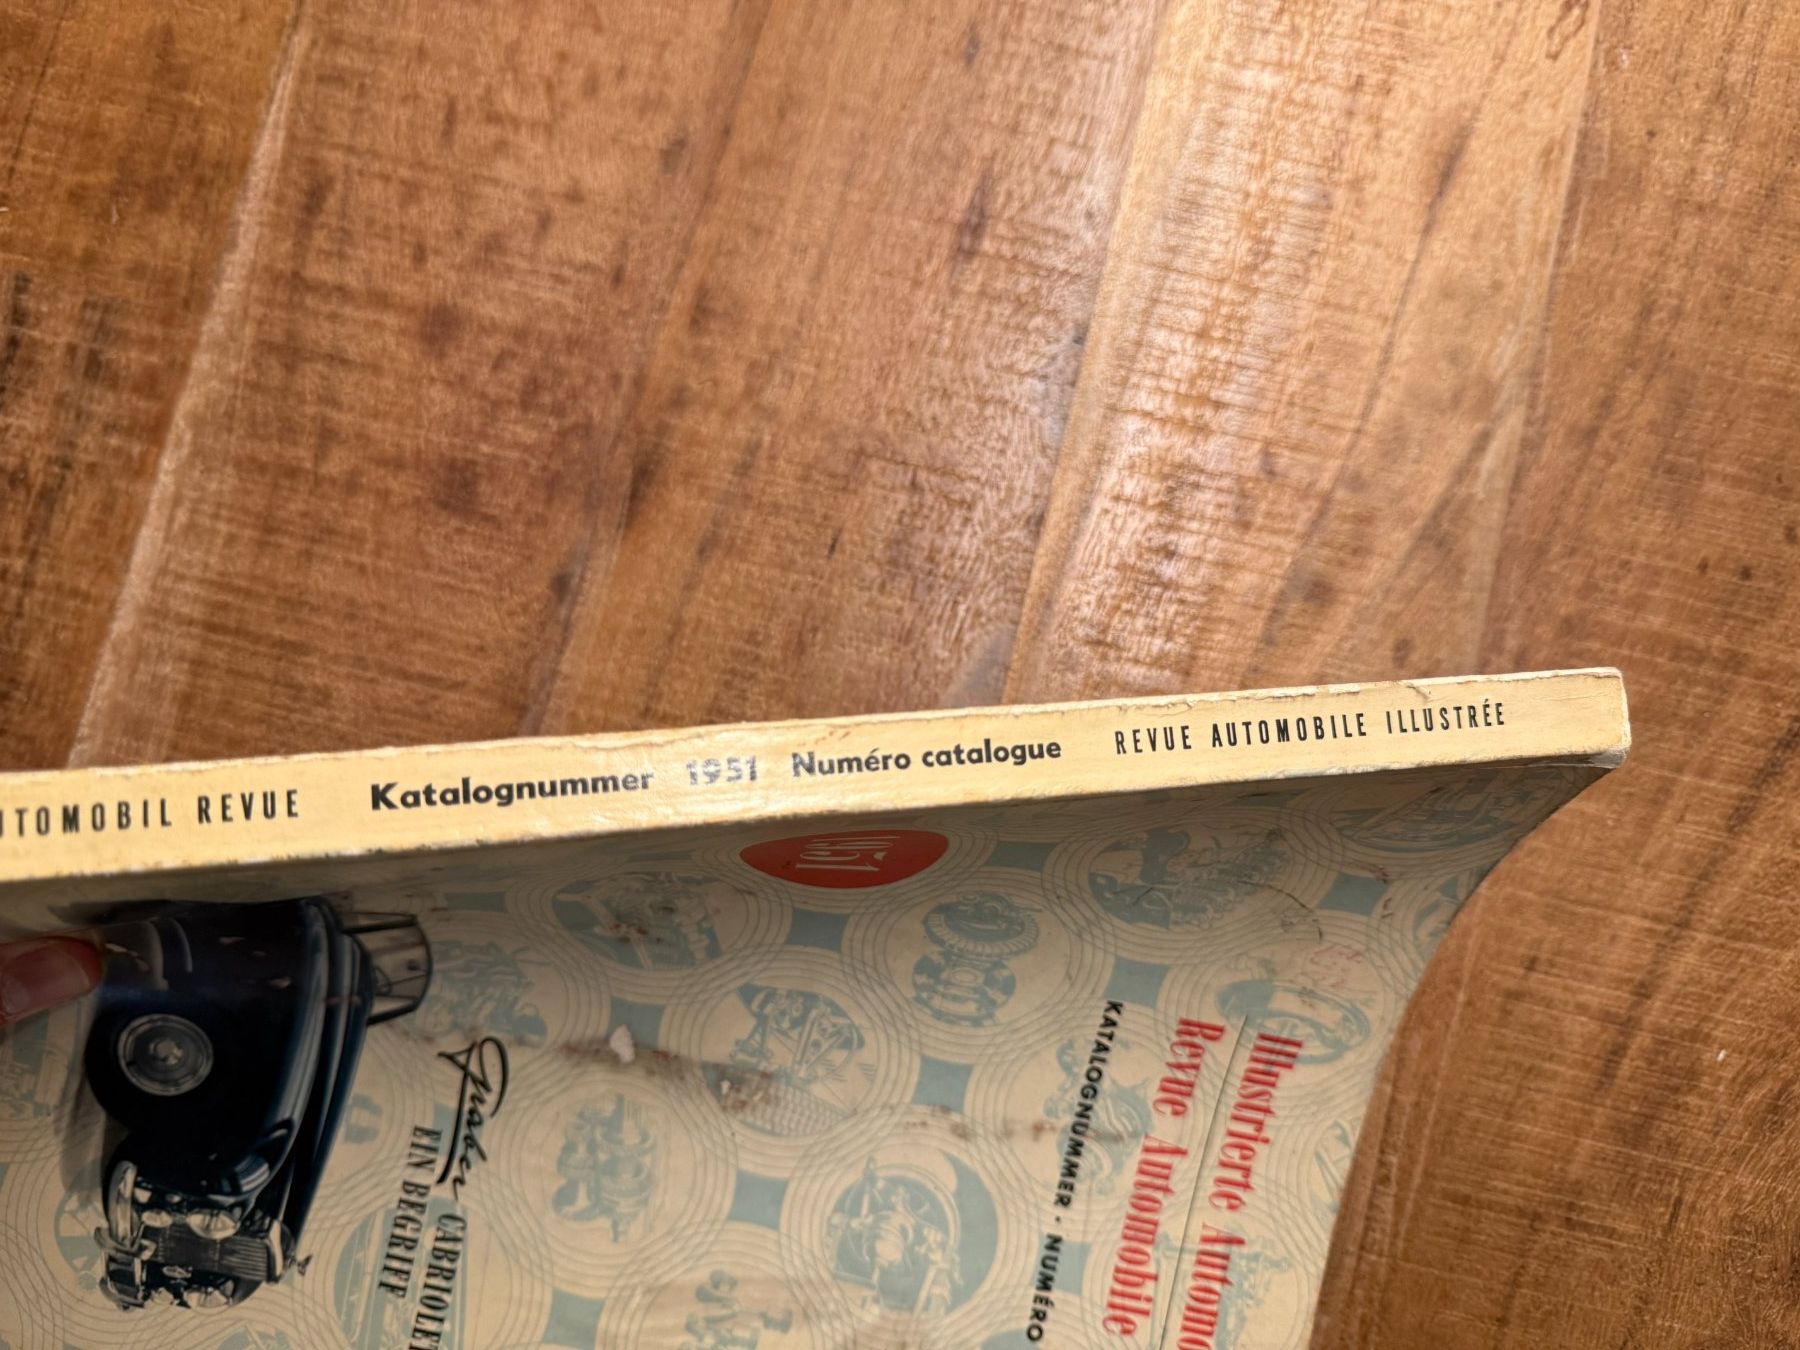 UTOMOBIL REVUE Katalognummer 1951 Numéro catalogue REVUE AUTOMOBILE ILLUSTRÉE
1951
Illustrierte Automo
Revue Automobile
KATALOGNUMMER · NUMÉRO
Graber CABRIOLET
EIN BEGRIFF